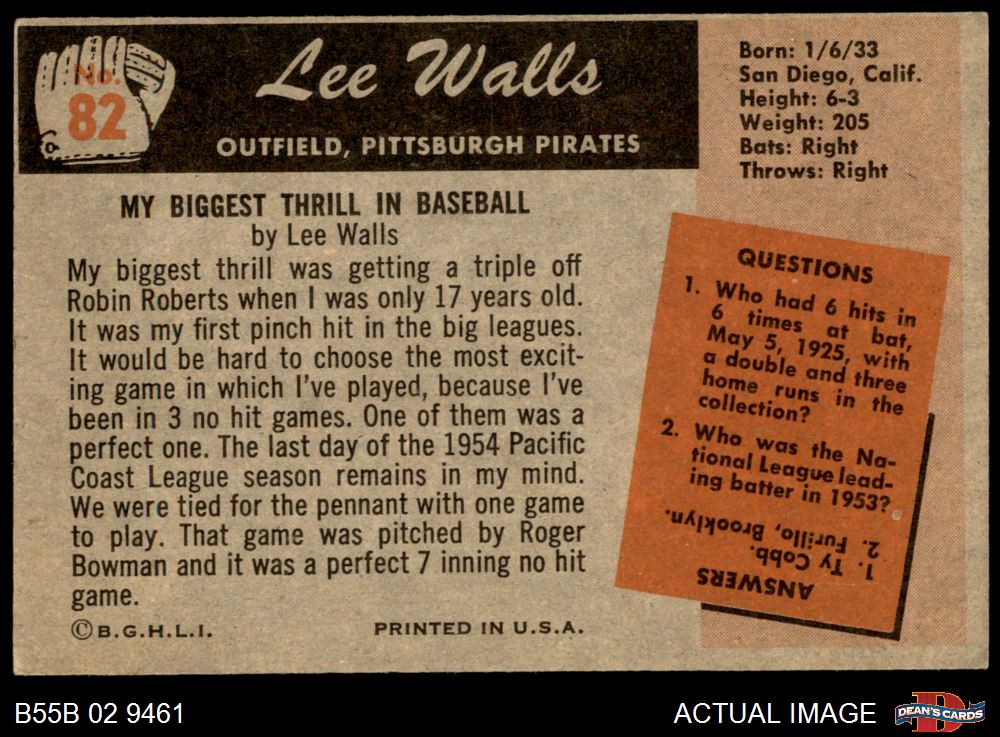 No.
82
Lee Walls
OUTFIELD, PITTSBURGH PIRATES
Born: 1/6/33
San Diego, Calif.
Height: 6-3
Weight: 205
Bats: Right
Throws: Right
MY BIGGEST THRILL IN BASEBALL
by Lee Walls
My biggest thrill was getting a triple off
Robin Roberts when I was only 17 years old.
It was my first pinch hit in the big leagues.
It would be hard to choose the most excit-
ing game in which I've played, because I've
been in 3 no hit games. One of them was a
perfect one. The last day of the 1954 Pacific
Coast League season remains in my mind.
We were tied for the pennant with one game
to play. That game was pitched by Roger
Bowman and it was a perfect 7 inning no hit
game.
©B.G.H.L.I.
PRINTED IN U.S.A.
QUESTIONS
1. Who had 6 hits in
6 times at bat,
May 5, 1925, with
a double and three
home runs in the
collection?
2. Who was the Na-
tional League lead-
ing batter in 1953?
ANSWERS
1. Ty Cobb.
2. Furillo, Brooklyn.
B55B 02 9461
ACTUAL IMAGE
DEAN'S CARDS